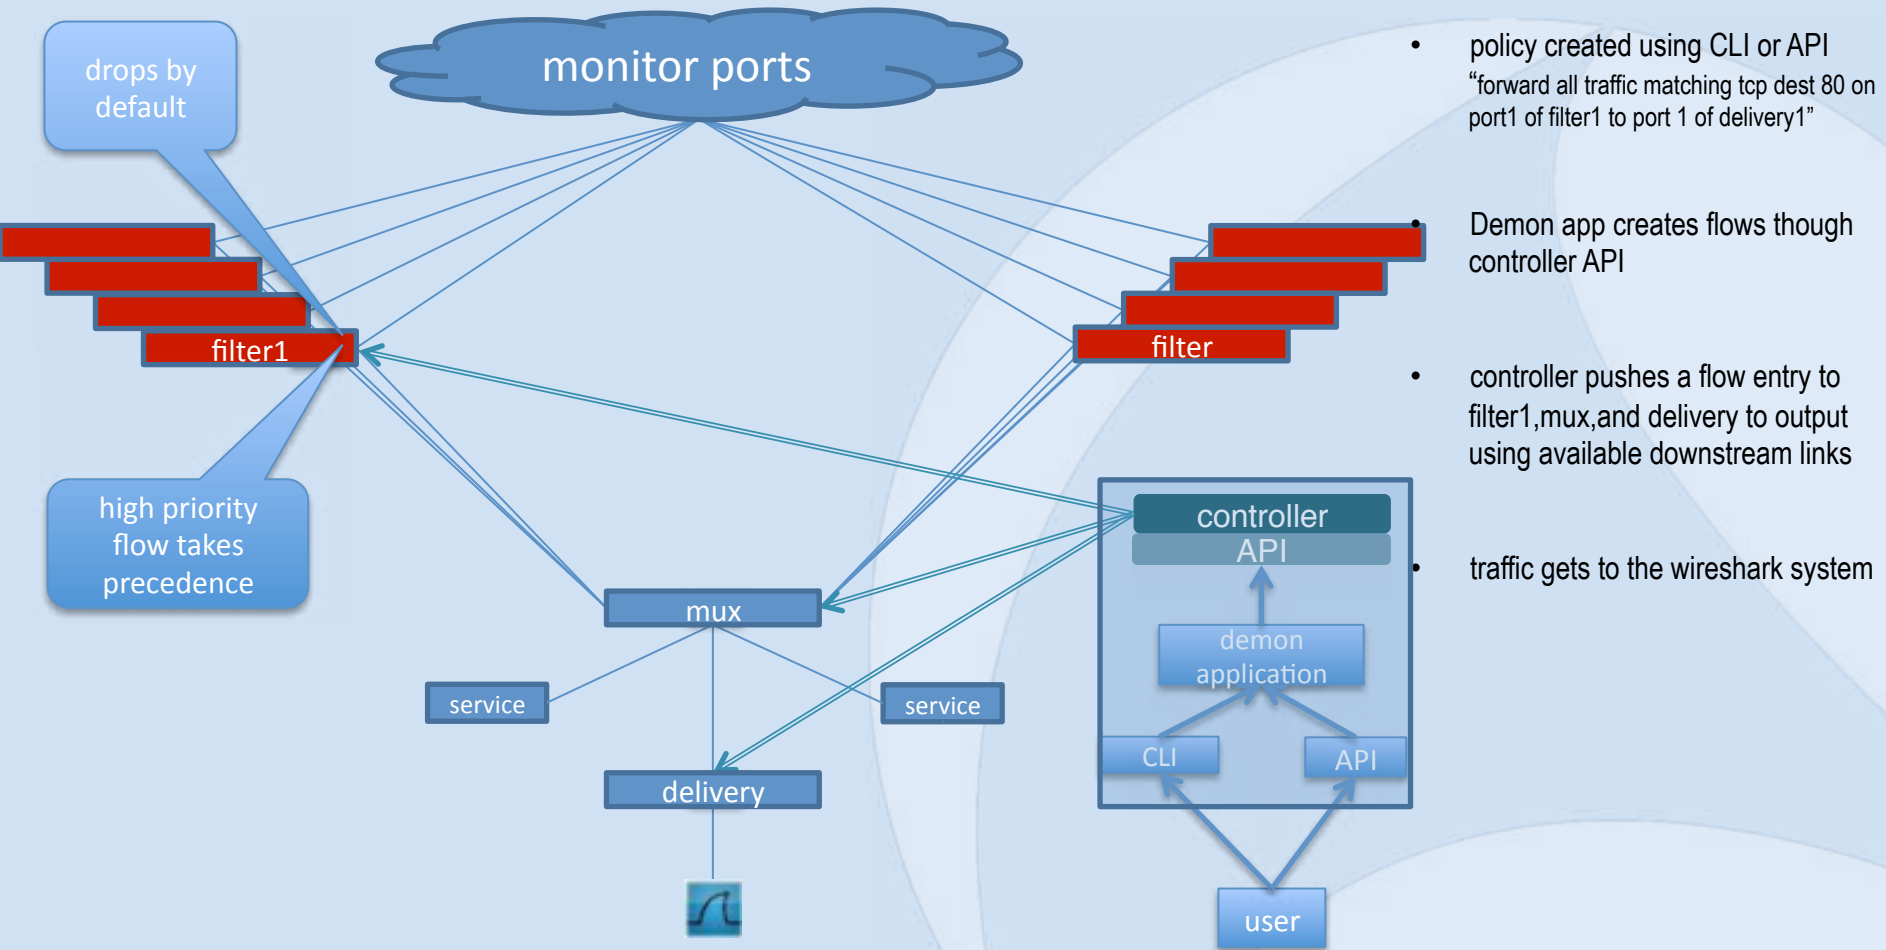 monitor ports
drops by
default
filter1
filter
high priority
flow takes
precedence
mux
service
service
delivery
controller
API
demon
application
CLI
API
user
• policy created using CLI or API
“forward all traffic matching tcp dest 80 on
port1 of filter1 to port 1 of delivery1”
• Demon app creates flows though
controller API
• controller pushes a flow entry to
filter1,mux,and delivery to output
using available downstream links
• traffic gets to the wireshark system